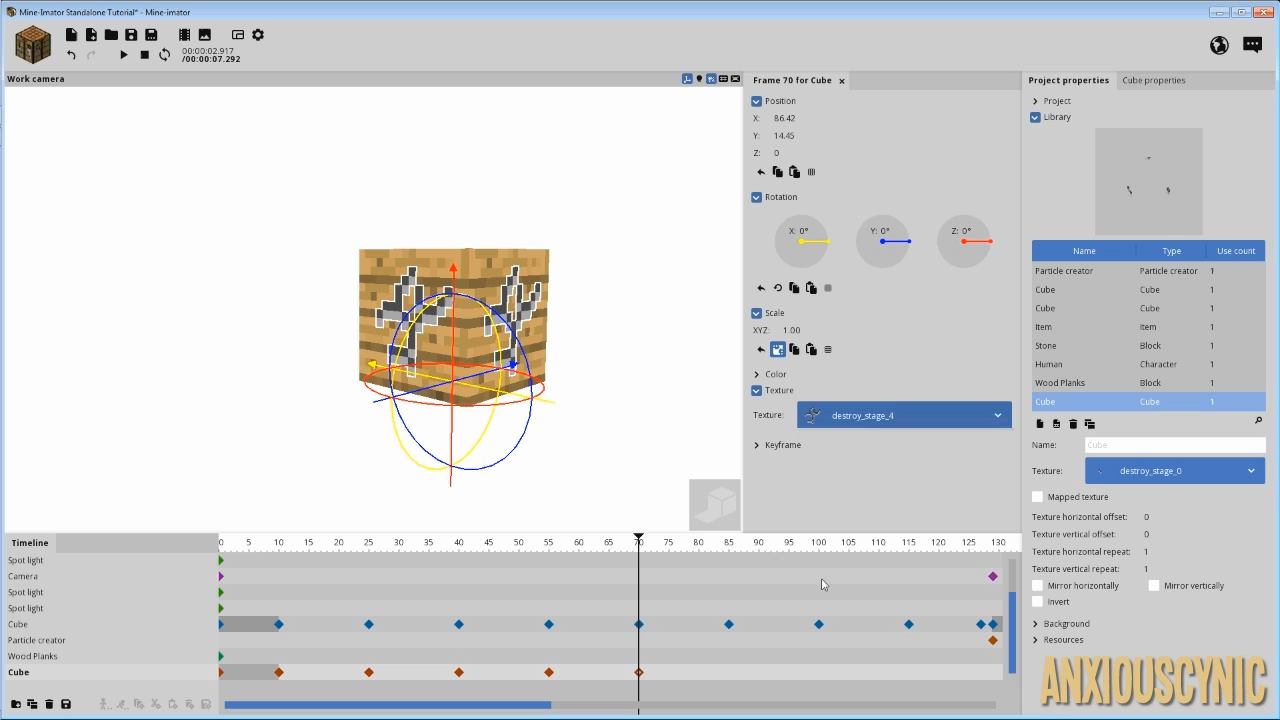 Mine-Imator Standalone Tutorial* - Mine-imator
00:00:02.917
/00:00:07.292
Work camera
Frame 70 for Cube
Position
X: 86.42
Y: 14.45
Z: 0
Rotation
X: 0° Y: 0° Z: 0°
Scale
XYZ: 1.00
Color
Texture
Texture: destroy_stage_4
Keyframe
Project properties Cube properties
Project
Library
Name Type Use count
Particle creator Particle creator 1
Cube Cube 1
Cube Cube 1
Item Item 1
Stone Block 1
Human Character 1
Wood Planks Block 1
Cube Cube 1
Name: Cube
Texture: destroy_stage_0
Mapped texture
Texture horizontal offset: 0
Texture vertical offset: 0
Texture horizontal repeat: 1
Texture vertical repeat: 1
Mirror horizontally Mirror vertically
Invert
Background
Resources
Timeline
0 5 10 15 20 25 30 35 40 45 50 55 60 65 70 75 80 85 90 95 100 105 110 115 120 125 130
Spot light
Camera
Spot light
Spot light
Cube
Particle creator
Wood Planks
Cube
ANXIOUSCYNIC